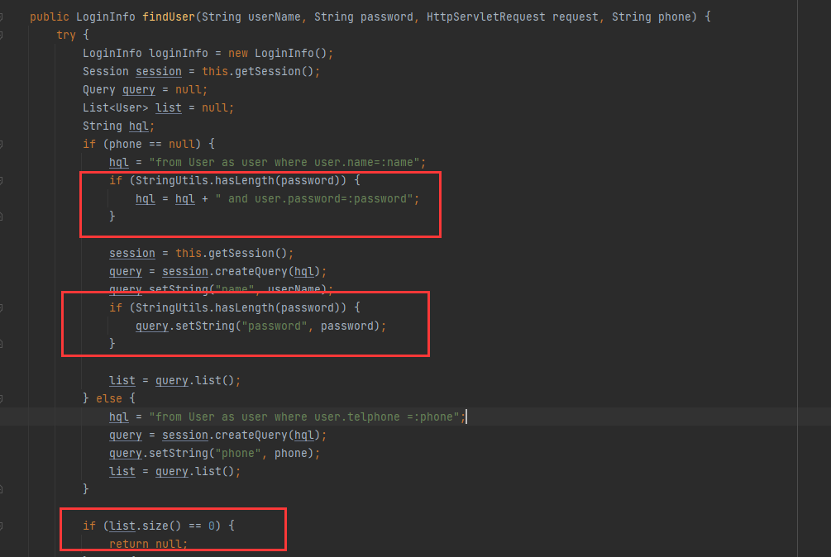 public LoginInfo findUser(String userName, String password, HttpServletRequest request, String phone) {
try {
LoginInfo loginInfo = new LoginInfo();
Session session = this.getSession();
Query query = null;
List<User> list = null;
String hql;
if (phone == null) {
hql = "from User as user where user.name=:name";
if (StringUtils.hasLength(password)) {
hql = hql + " and user.password=:password";
}
session = this.getSession();
query = session.createQuery(hql);
query.setString("name", userName);
if (StringUtils.hasLength(password)) {
query.setString("password", password);
}
list = query.list();
} else {
hql = "from User as user where user.telphone =:phone";
query = session.createQuery(hql);
query.setString("phone", phone);
list = query.list();
}
if (list.size() == 0) {
return null;